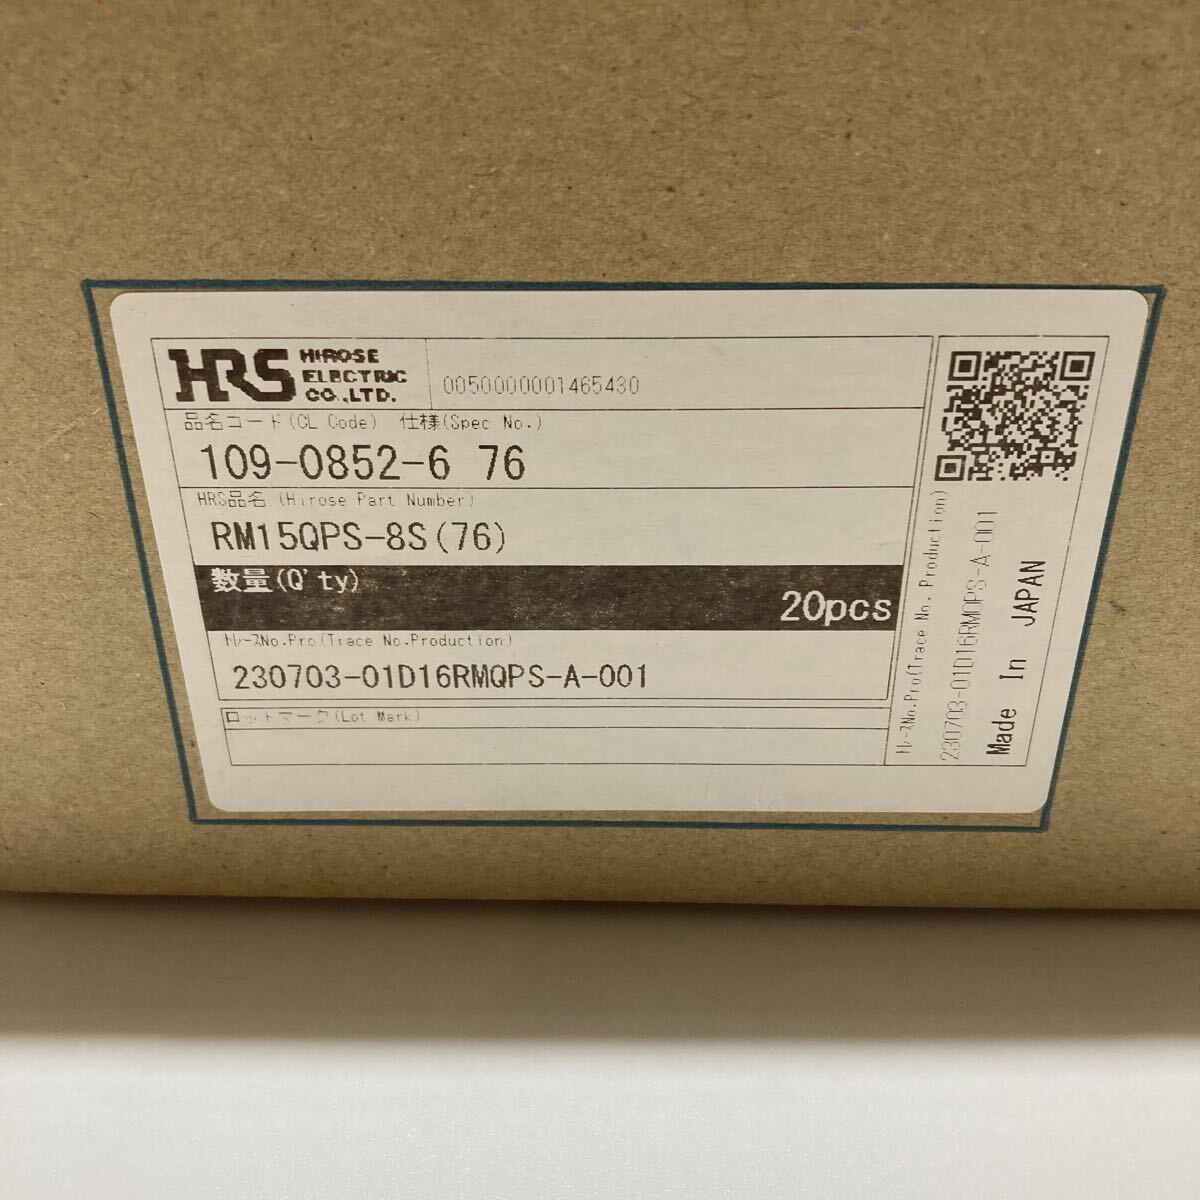 HRS HIROSE
ELECTRIC
CO.,LTD.
0050000001465430
品名コード(CL Code) 仕様(Spec No.)
109-0852-6 76
HRS品名 (Hirose Part Number)
RM15QPS-8S(76)
数量(Q'ty)
20pcs
トレースNo.Pro(Trace No.Production)
230703-01D16RMQPS-A-001
ロットマーク(Lot Mark)
トレースNo.Pro(Trace No. Production)
230703-01D16RMQPS-A-001
Made In JAPAN